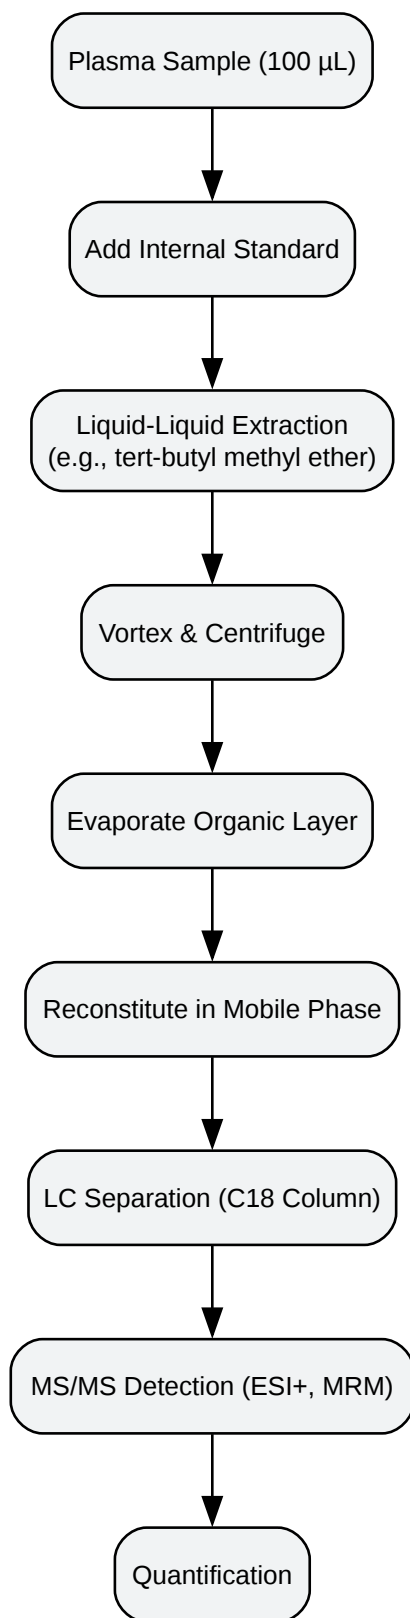 Plasma Sample (100 µL)
Add Internal Standard
Liquid-Liquid Extraction
(e.g., tert-butyl methyl ether)
Vortex & Centrifuge
Evaporate Organic Layer
Reconstitute in Mobile Phase
LC Separation (C18 Column)
MS/MS Detection (ESI+, MRM)
Quantification